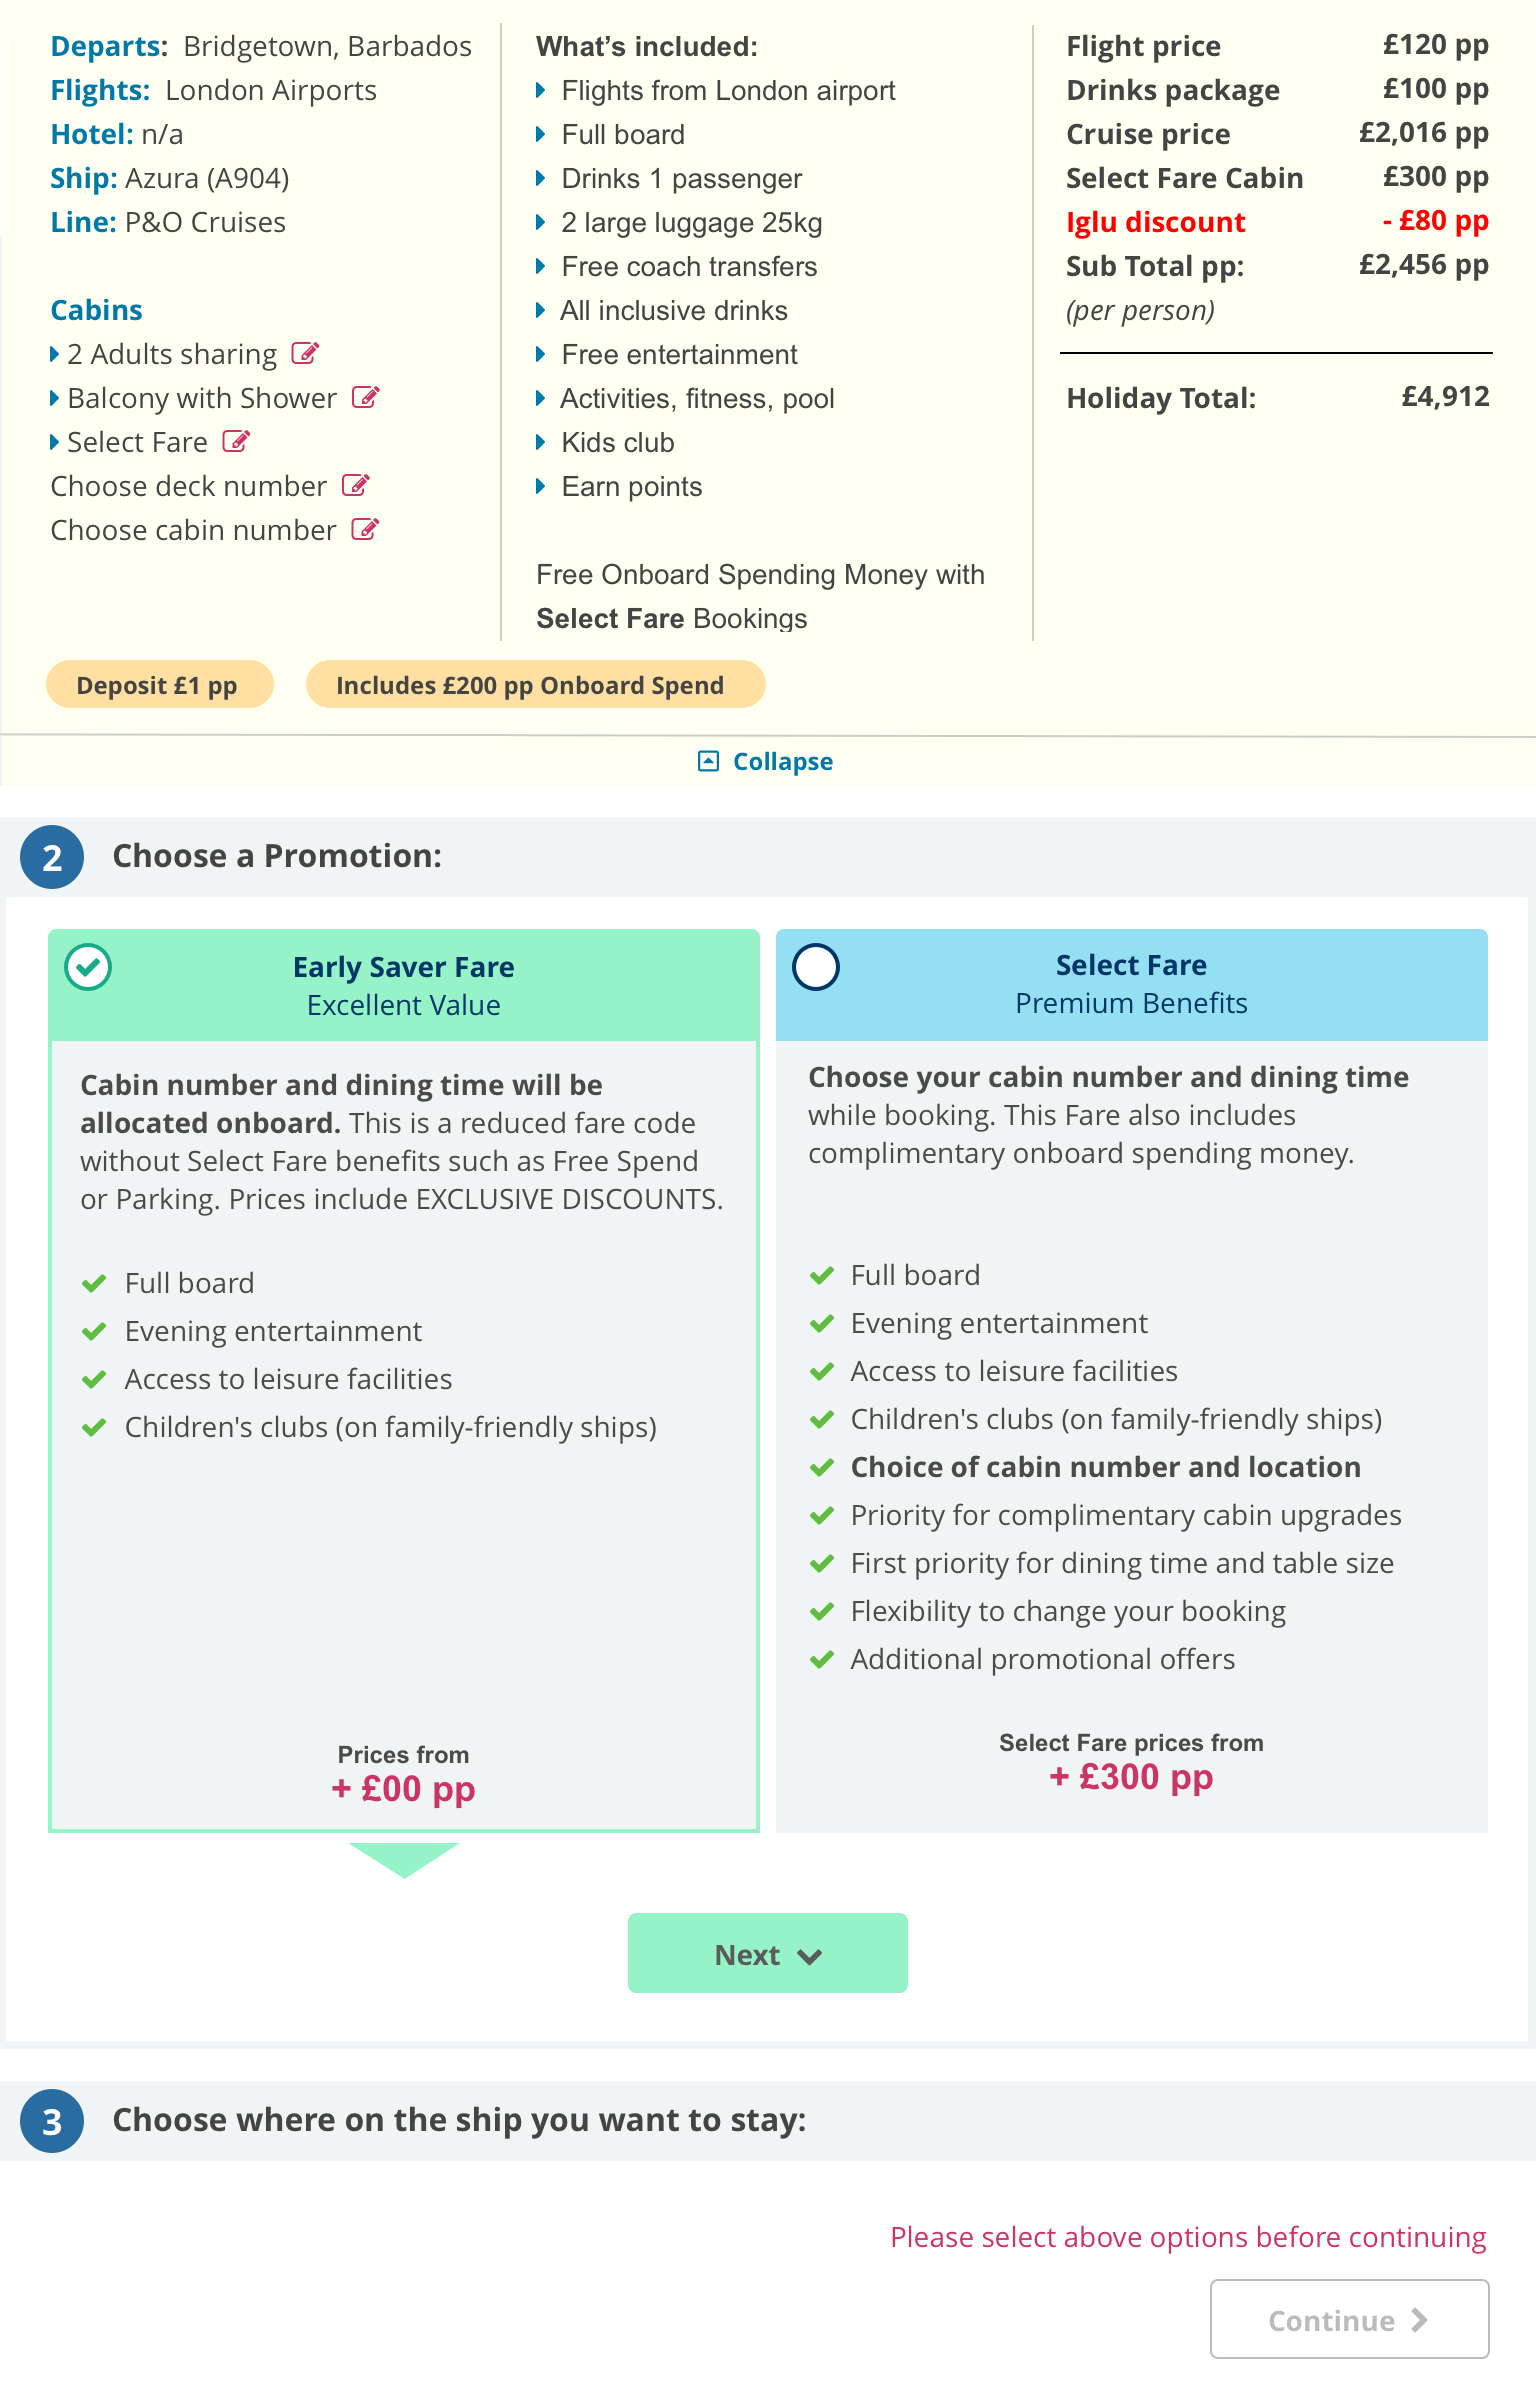 Departs: Bridgetown, Barbados
Flights: London Airports
Hotel: n/a
Ship: Azura (A904)
Line: P&O Cruises
Cabins
2 Adults sharing
Balcony with Shower
Select Fare
Choose deck number
Choose cabin number
What's included:
Flights from London airport
Full board
Drinks 1 passenger
2 large luggage 25kg
Free coach transfers
All inclusive drinks
Free entertainment
Activities, fitness, pool
Kids club
Earn points
Free Onboard Spending Money with
Select Fare Bookings
Flight price £120 pp
Drinks package £100 pp
Cruise price £2,016 pp
Select Fare Cabin £300 pp
Iglu discount - £80 pp
Sub Total pp: £2,456 pp
(per person)
Holiday Total: £4,912
Deposit £1 pp
Includes £200 pp Onboard Spend
Collapse
2 Choose a Promotion:
Early Saver Fare
Excellent Value
Cabin number and dining time will be
allocated onboard. This is a reduced fare code
without Select Fare benefits such as Free Spend
or Parking. Prices include EXCLUSIVE DISCOUNTS.
Full board
Evening entertainment
Access to leisure facilities
Children's clubs (on family-friendly ships)
Prices from
+ £00 pp
Select Fare
Premium Benefits
Choose your cabin number and dining time
while booking. This Fare also includes
complimentary onboard spending money.
Full board
Evening entertainment
Access to leisure facilities
Children's clubs (on family-friendly ships)
Choice of cabin number and location
Priority for complimentary cabin upgrades
First priority for dining time and table size
Flexibility to change your booking
Additional promotional offers
Select Fare prices from
+ £300 pp
Next
3 Choose where on the ship you want to stay:
Please select above options before continuing
Continue